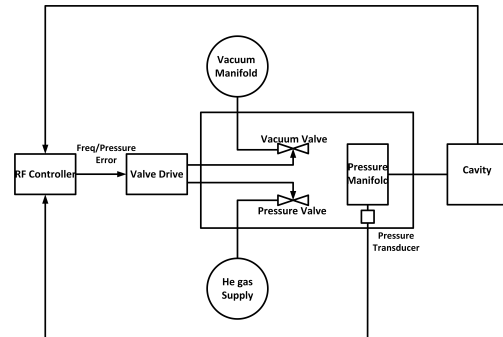 Vacuum
Manifold
Freq/Pressure
Error
Vacuum Valve
RF Controller
Valve Drive
Pressure
Manifold
Cavity
Pressure Valve
Pressure
Transducer
He gas
Supply